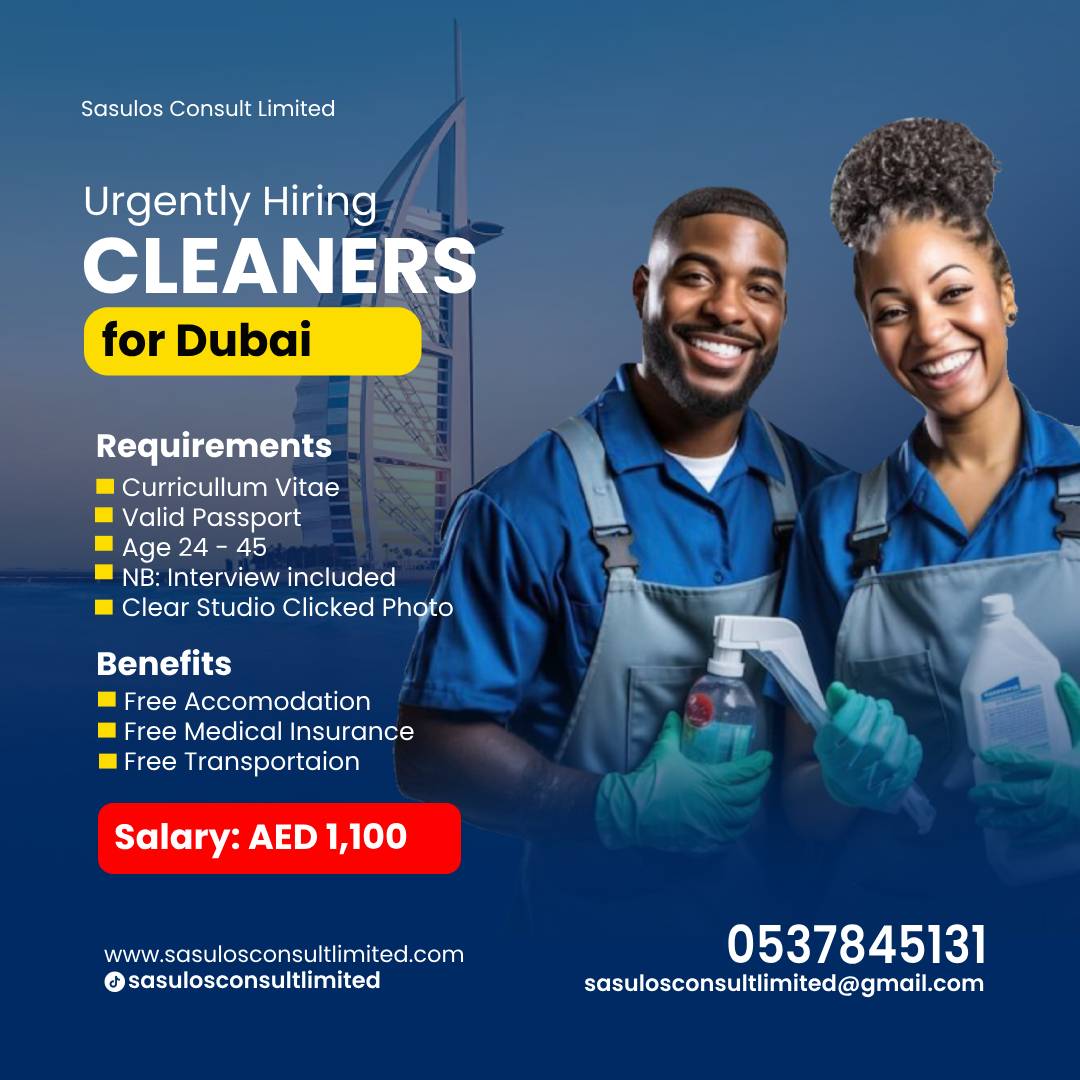 Sasulos Consult Limited
Urgently Hiring
CLEANERS
for Dubai
Requirements
Curricullum Vitae
Valid Passport
Age 24 - 45
NB: Interview included
Clear Studio Clicked Photo
Benefits
Free Accomodation
Free Medical Insurance
Free Transportaion
Salary: AED 1,100
www.sasulosconsultlimited.com
sasulosconsultlimited
0537845131
sasulosconsultlimited@gmail.com